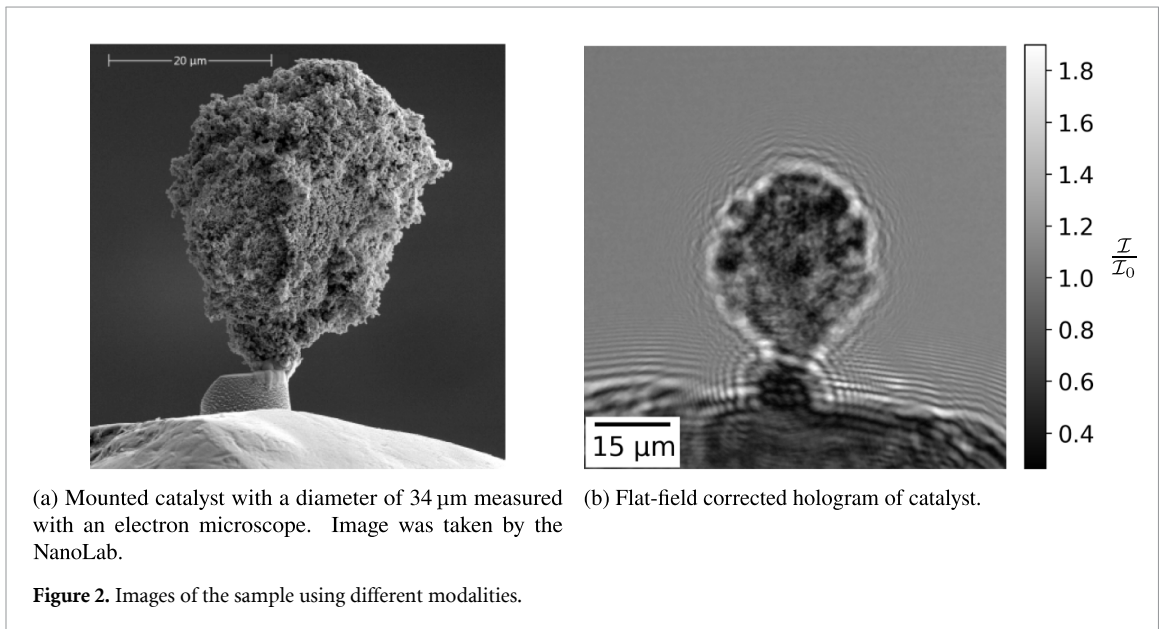 20 µm
1.8
1.6
1.4
1.2
1.0
0.8
0.6
0.4
I/I₀
15 µm
(a) Mounted catalyst with a diameter of 34 µm measured
with an electron microscope. Image was taken by the
NanoLab.
(b) Flat-field corrected hologram of catalyst.
Figure 2. Images of the sample using different modalities.